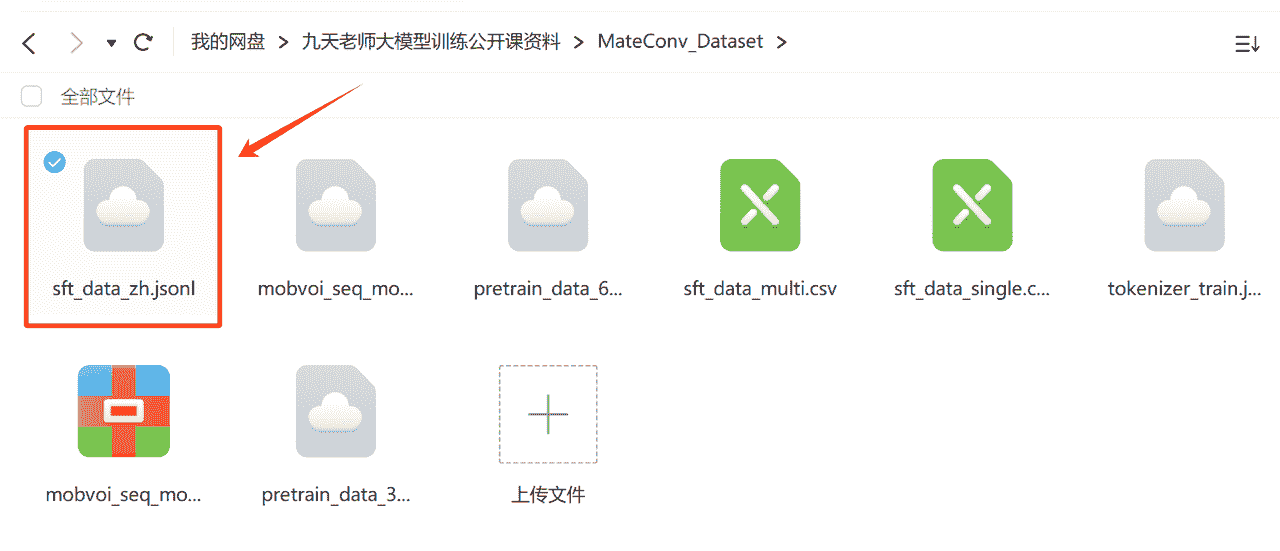 我的网盘 > 九天老师大模型训练公开课资料 > MateConv_Dataset >
全部文件
sft_data_zh.jsonl
mobvoi_seq_mo...
pretrain_data_6...
sft_data_multi.csv
sft_data_single.c...
tokenizer_train.j...
mobvoi_seq_mo...
pretrain_data_3...
上传文件